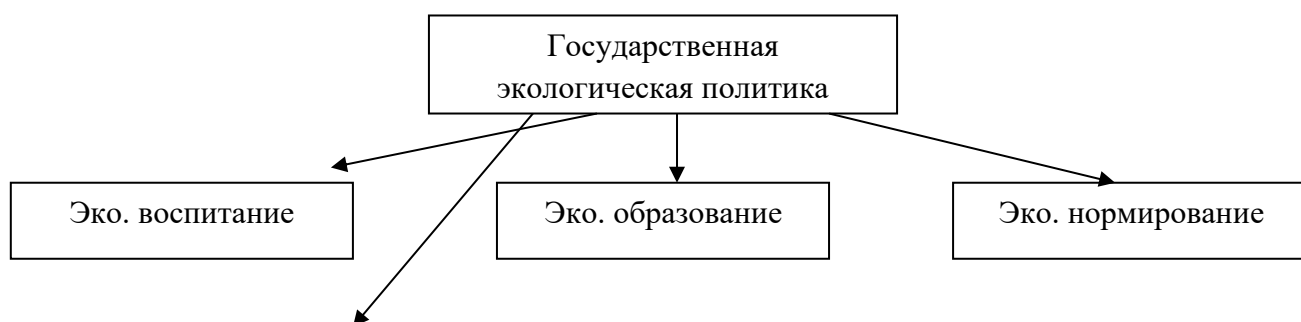 Государственная
экологическая политика
Эко. воспитание
Эко. образование
Эко. нормирование